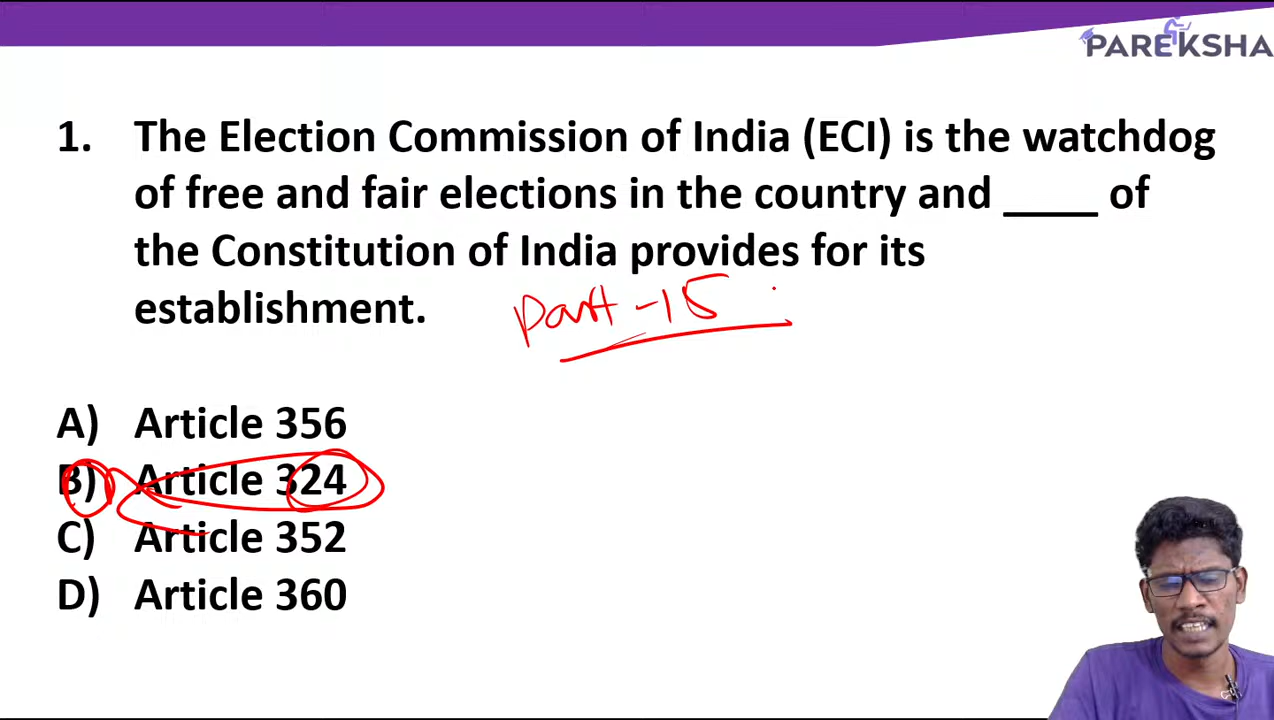 PAREKSHA
1. The Election Commission of India (ECI) is the watchdog
of free and fair elections in the country and ____ of
the Constitution of India provides for its
establishment.
Part - 15
A) Article 356
B) Article 324
C) Article 352
D) Article 360